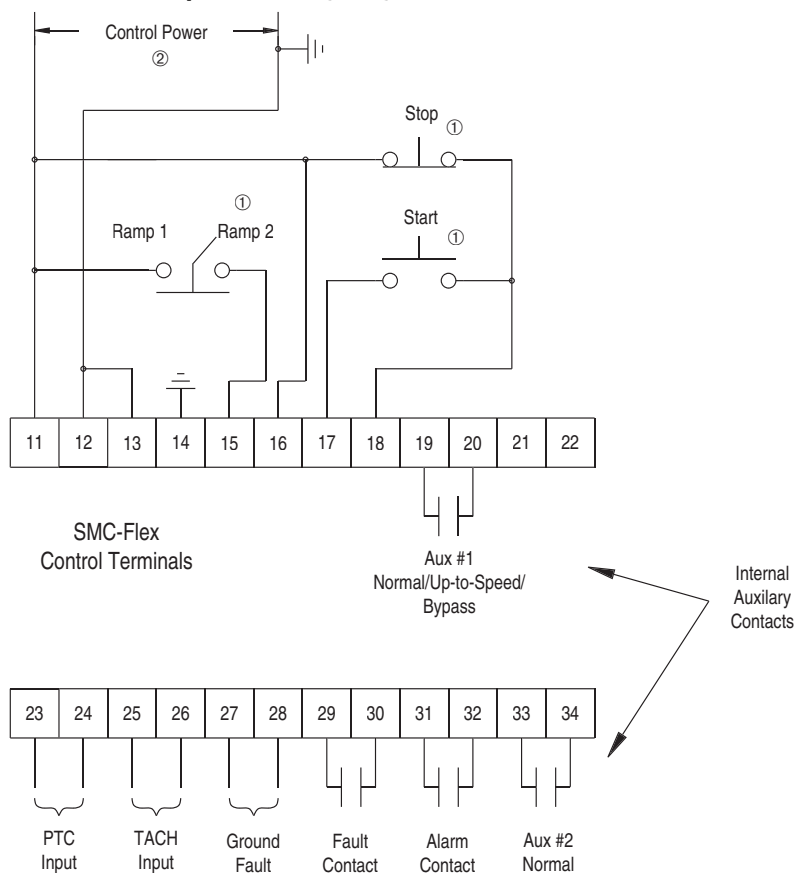 Control Power
②
Stop
①
Start
①
①
Ramp 1
Ramp 2
11 12 13 14 15 16 17 18 19 20 21 22
SMC-Flex
Control Terminals
Aux #1
Normal/Up-to-Speed/
Bypass
Internal
Auxilary
Contacts
23 24 25 26 27 28 29 30 31 32 33 34
PTC
Input
TACH
Input
Ground
Fault
Fault
Contact
Alarm
Contact
Aux #2
Normal